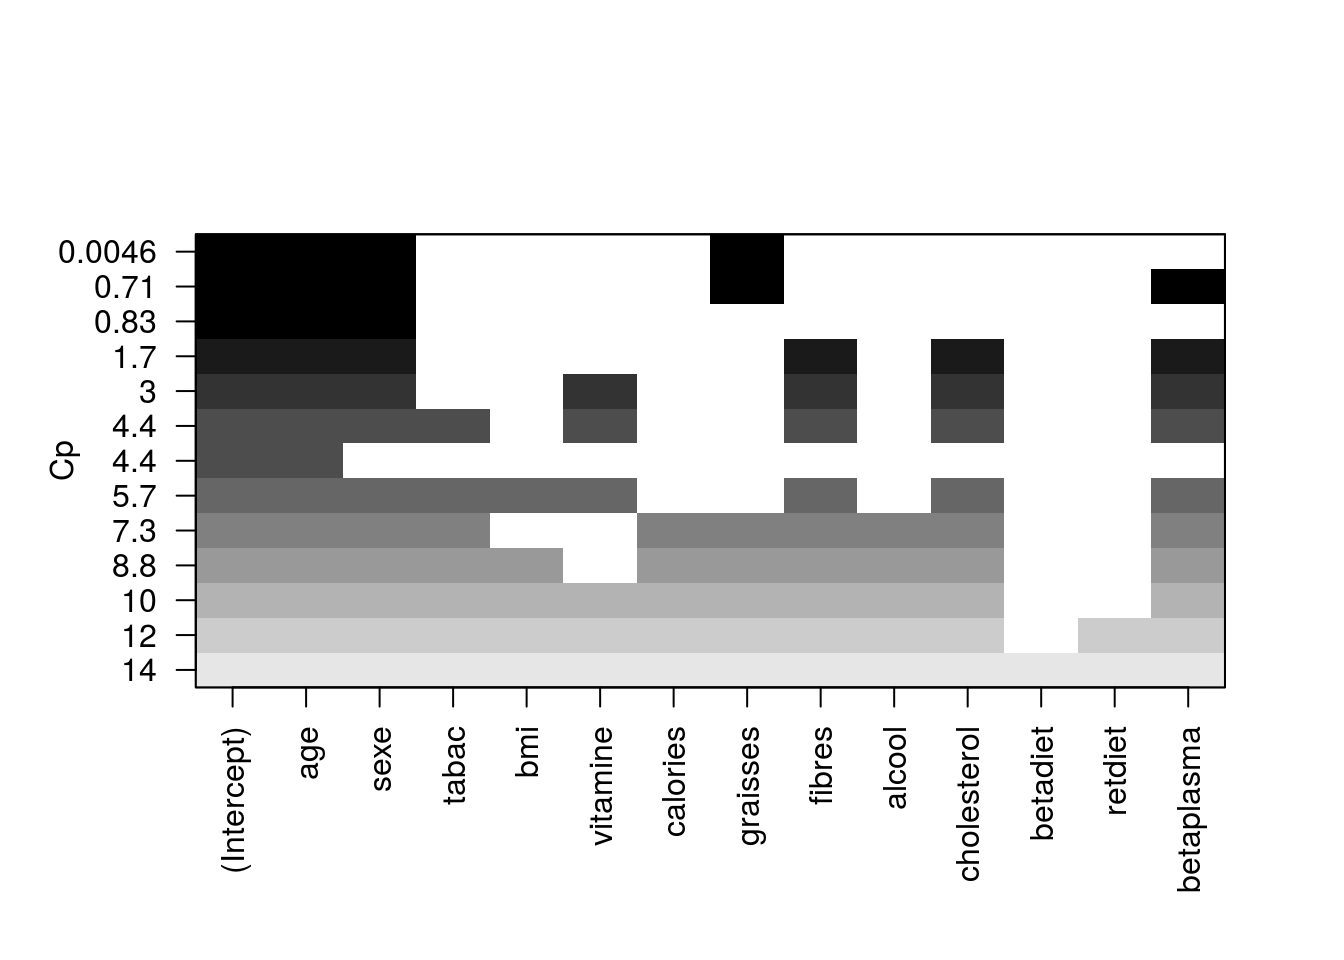 0.0046
0.71
0.83
1.7
3
4.4
4.4
5.7
7.3
8.8
10
12
14
Cp
(Intercept)
age
sexe
tabac
bmi
vitamine
calories
graisses
fibres
alcool
cholesterol
betadiet
retdiet
betaplasma